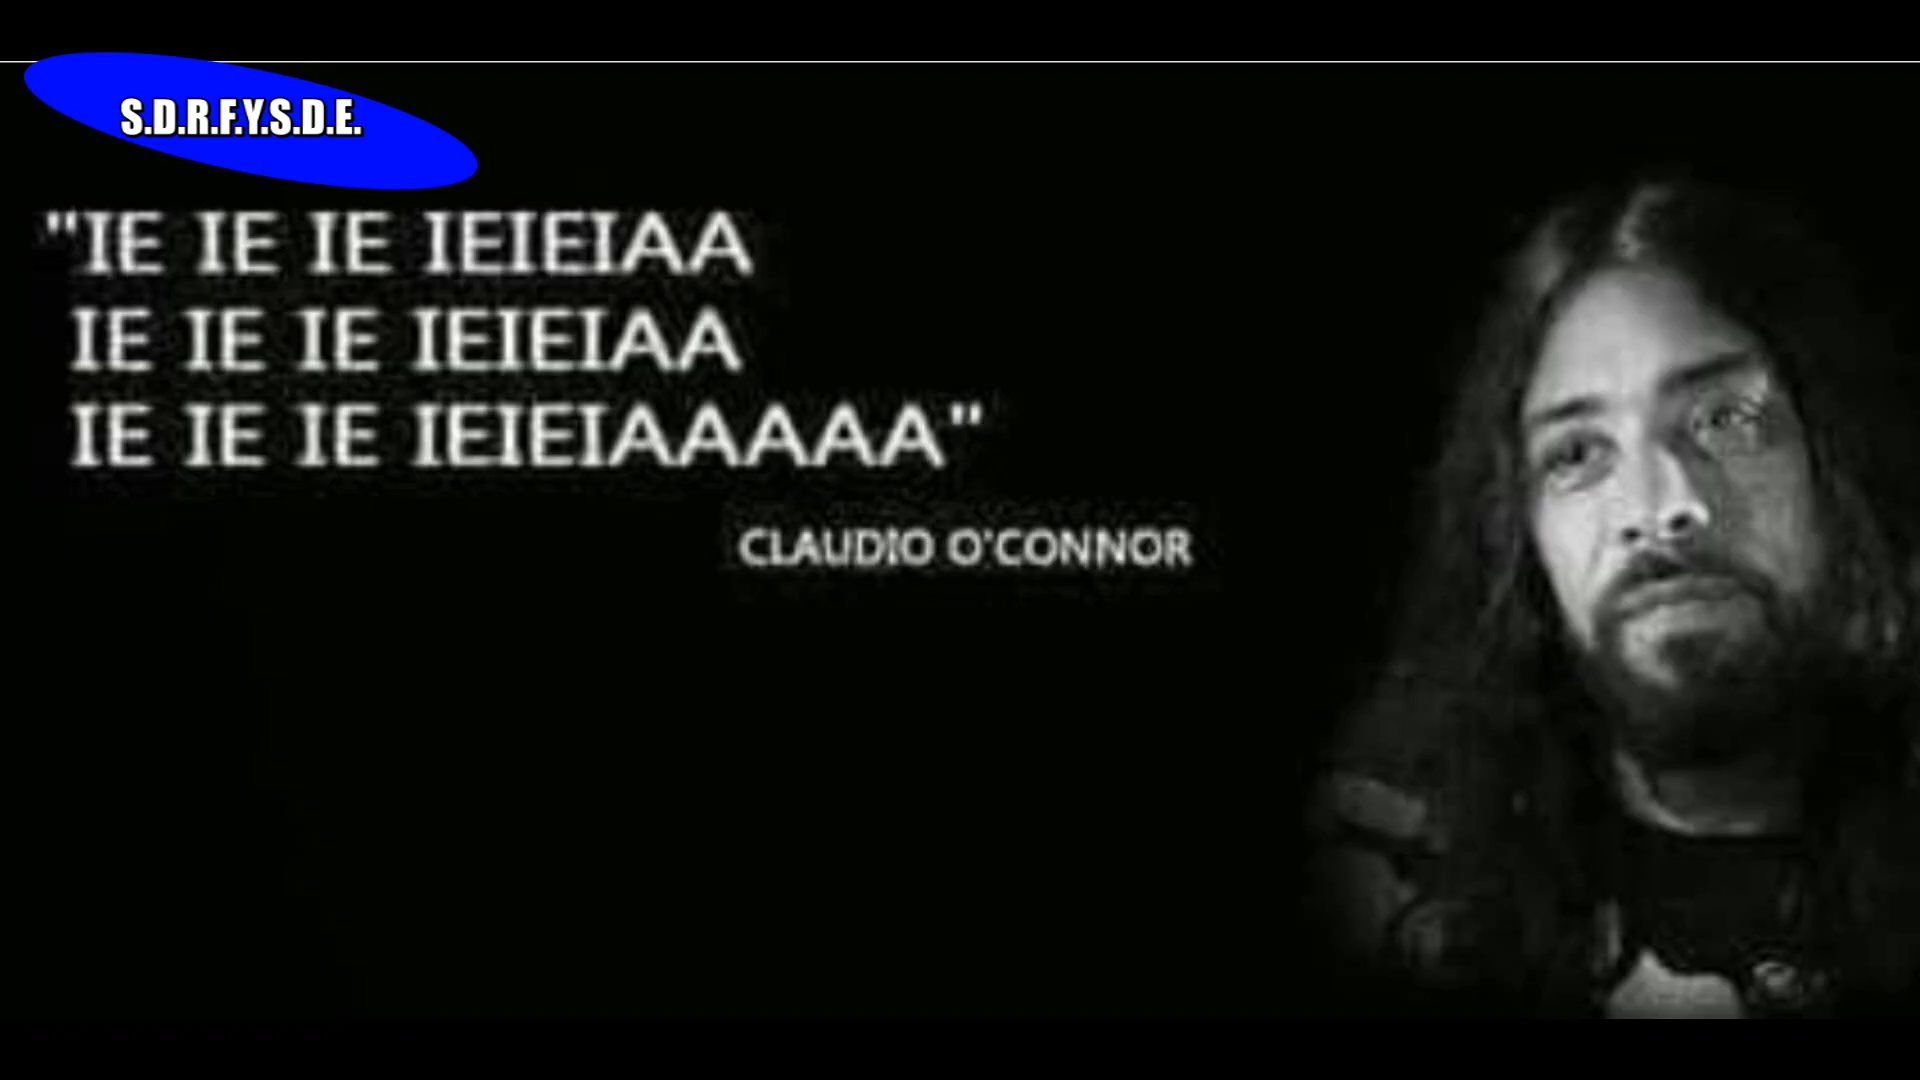 S.D.R.F.Y.S.D.E.
"IE IE IE IEIEIAA
IE IE IE IEIEIAA
IE IE IE IEIEIAAAAA"
CLAUDIO O'CONNOR